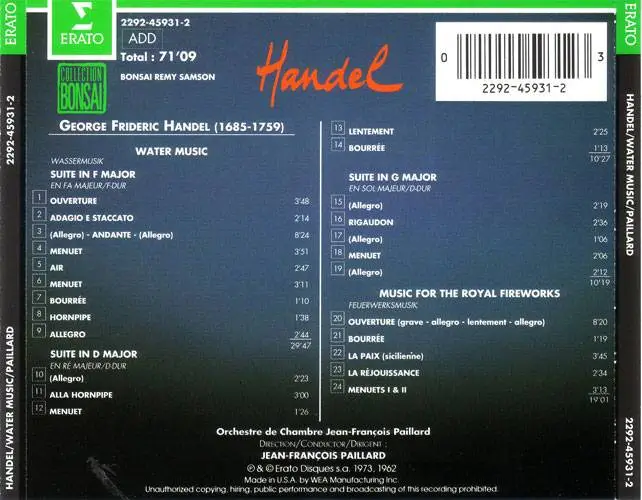 ERATO
2292-45931-2
HANDEL/WATER MUSIC/PAILLARD
ERATO
2292-45931-2
ADD
Total : 71'09
BONSAI REMY SAMSON
COLLECTION
BONSAI
Handel
0
3
2292-45931-2
GEORGE FRIDERIC HANDEL (1685-1759)
WATER MUSIC
WASSERMUSIK
SUITE IN F MAJOR
EN FA MAJEUR/F-DUR
1 OUVERTURE 3'48
2 ADAGIO E STACCATO 2'14
3 (Allegro) - ANDANTE - (Allegro) 8'24
4 MENUET 3'51
5 AIR 2'47
6 MENUET 3'11
7 BOURRÉE 1'10
8 HORNPIPE 1'38
9 ALLEGRO 2'44
29'47
SUITE IN D MAJOR
EN RÉ MAJEUR/D-DUR
10 (Allegro) 2'23
11 ALLA HORNPIPE 3'00
12 MENUET 1'26
13 LENTEMENT 2'25
14 BOURRÉE 1'13
10'27
SUITE IN G MAJOR
EN SOL MAJEUR/D-DUR
15 (Allegro) 2'19
16 RIGAUDON 2'36
17 (Allegro) 1'06
18 MENUET 2'06
19 (Allegro) 2'12
10'19
MUSIC FOR THE ROYAL FIREWORKS
FEUERWERKSMUSIK
20 OUVERTURE (grave - allegro - lentement - allegro) 8'20
21 BOURRÉE 1'19
22 LA PAIX (sicilienne) 3'45
23 LA RÉJOUISSANCE 2'34
24 MENUETS I & II 3'13
19'01
Orchestre de Chambre Jean-François Paillard
DIRECTION/CONDUCTOR/DIRIGENT :
JEAN-FRANÇOIS PAILLARD
℗ & © Erato Disques s.a. 1973, 1962
Made in U.S.A. by WEA Manufacturing Inc.
Unauthorized copying, hiring, public performance and broadcasting of this recording prohibited.
ERATO
HANDEL/WATER MUSIC/PAILLARD
2292-45931-2